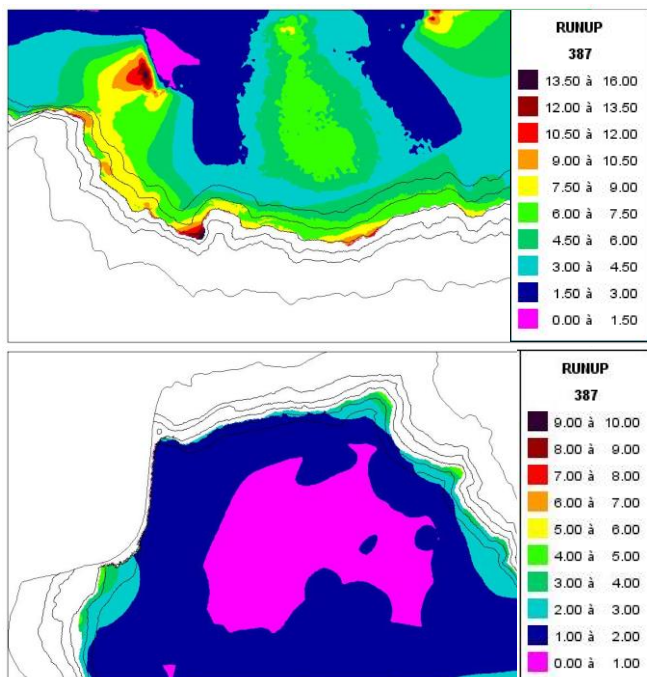 RUNUP
387
13.50 à 16.00
12.00 à 13.50
10.50 à 12.00
9.00 à 10.50
7.50 à 9.00
6.00 à 7.50
4.50 à 6.00
3.00 à 4.50
1.50 à 3.00
0.00 à 1.50
RUNUP
387
9.00 à 10.00
8.00 à 9.00
7.00 à 8.00
6.00 à 7.00
5.00 à 6.00
4.00 à 5.00
3.00 à 4.00
2.00 à 3.00
1.00 à 2.00
0.00 à 1.00